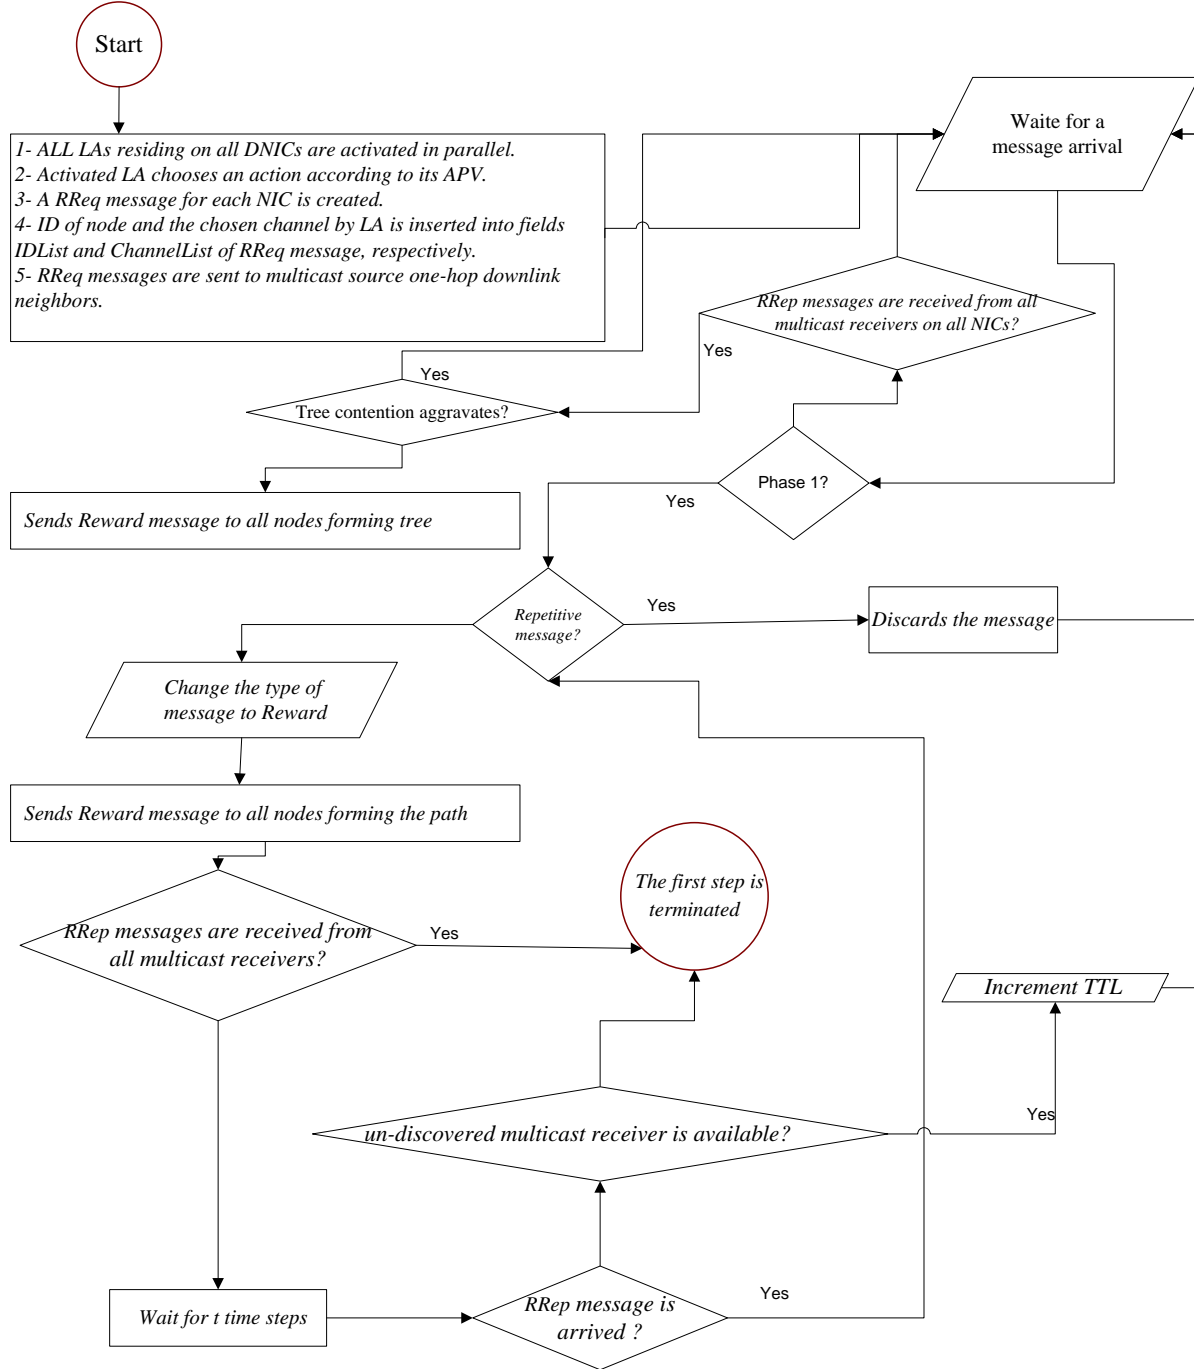 Start
1- ALL LAs residing on all DNICs are activated in parallel.
2- Activated LA chooses an action according to its APV.
3- A RReq message for each NIC is created.
4- ID of node and the chosen channel by LA is inserted into fields
IDList and ChannelList of RReq message, respectively.
5- RReq messages are sent to multicast source one-hop downlink
neighbors.
Waite for a
message arrival
RRep messages are received from all
multicast receivers on all NICs?
Yes
Yes
Tree contention aggravates?
Phase 1?
Yes
Sends Reward message to all nodes forming tree
Repetitive
message?
Yes
Discards the message
Change the type of
message to Reward
Sends Reward message to all nodes forming the path
The first step is
terminated
RRep messages are received from
all multicast receivers?
Yes
Increment TTL
un-discovered multicast receiver is available?
Yes
Wait for t time steps
RRep message is
arrived ?
Yes